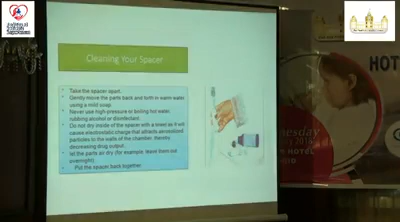 Cleaning Your Spacer
Take the spacer apart.
Gently move the parts back and forth in warm water
using a mild soap.
Never use high-pressure or boiling hot water,
rubbing alcohol or disinfectant.
Do not dry inside of the spacer with a towel as it will
cause electrostatic charge that attracts aerosolized
particles to the walls of the chamber, thereby
decreasing drug output.
let the parts air dry (for example, leave them out
overnight).
Put the spacer back together.
HOT
HOTEL